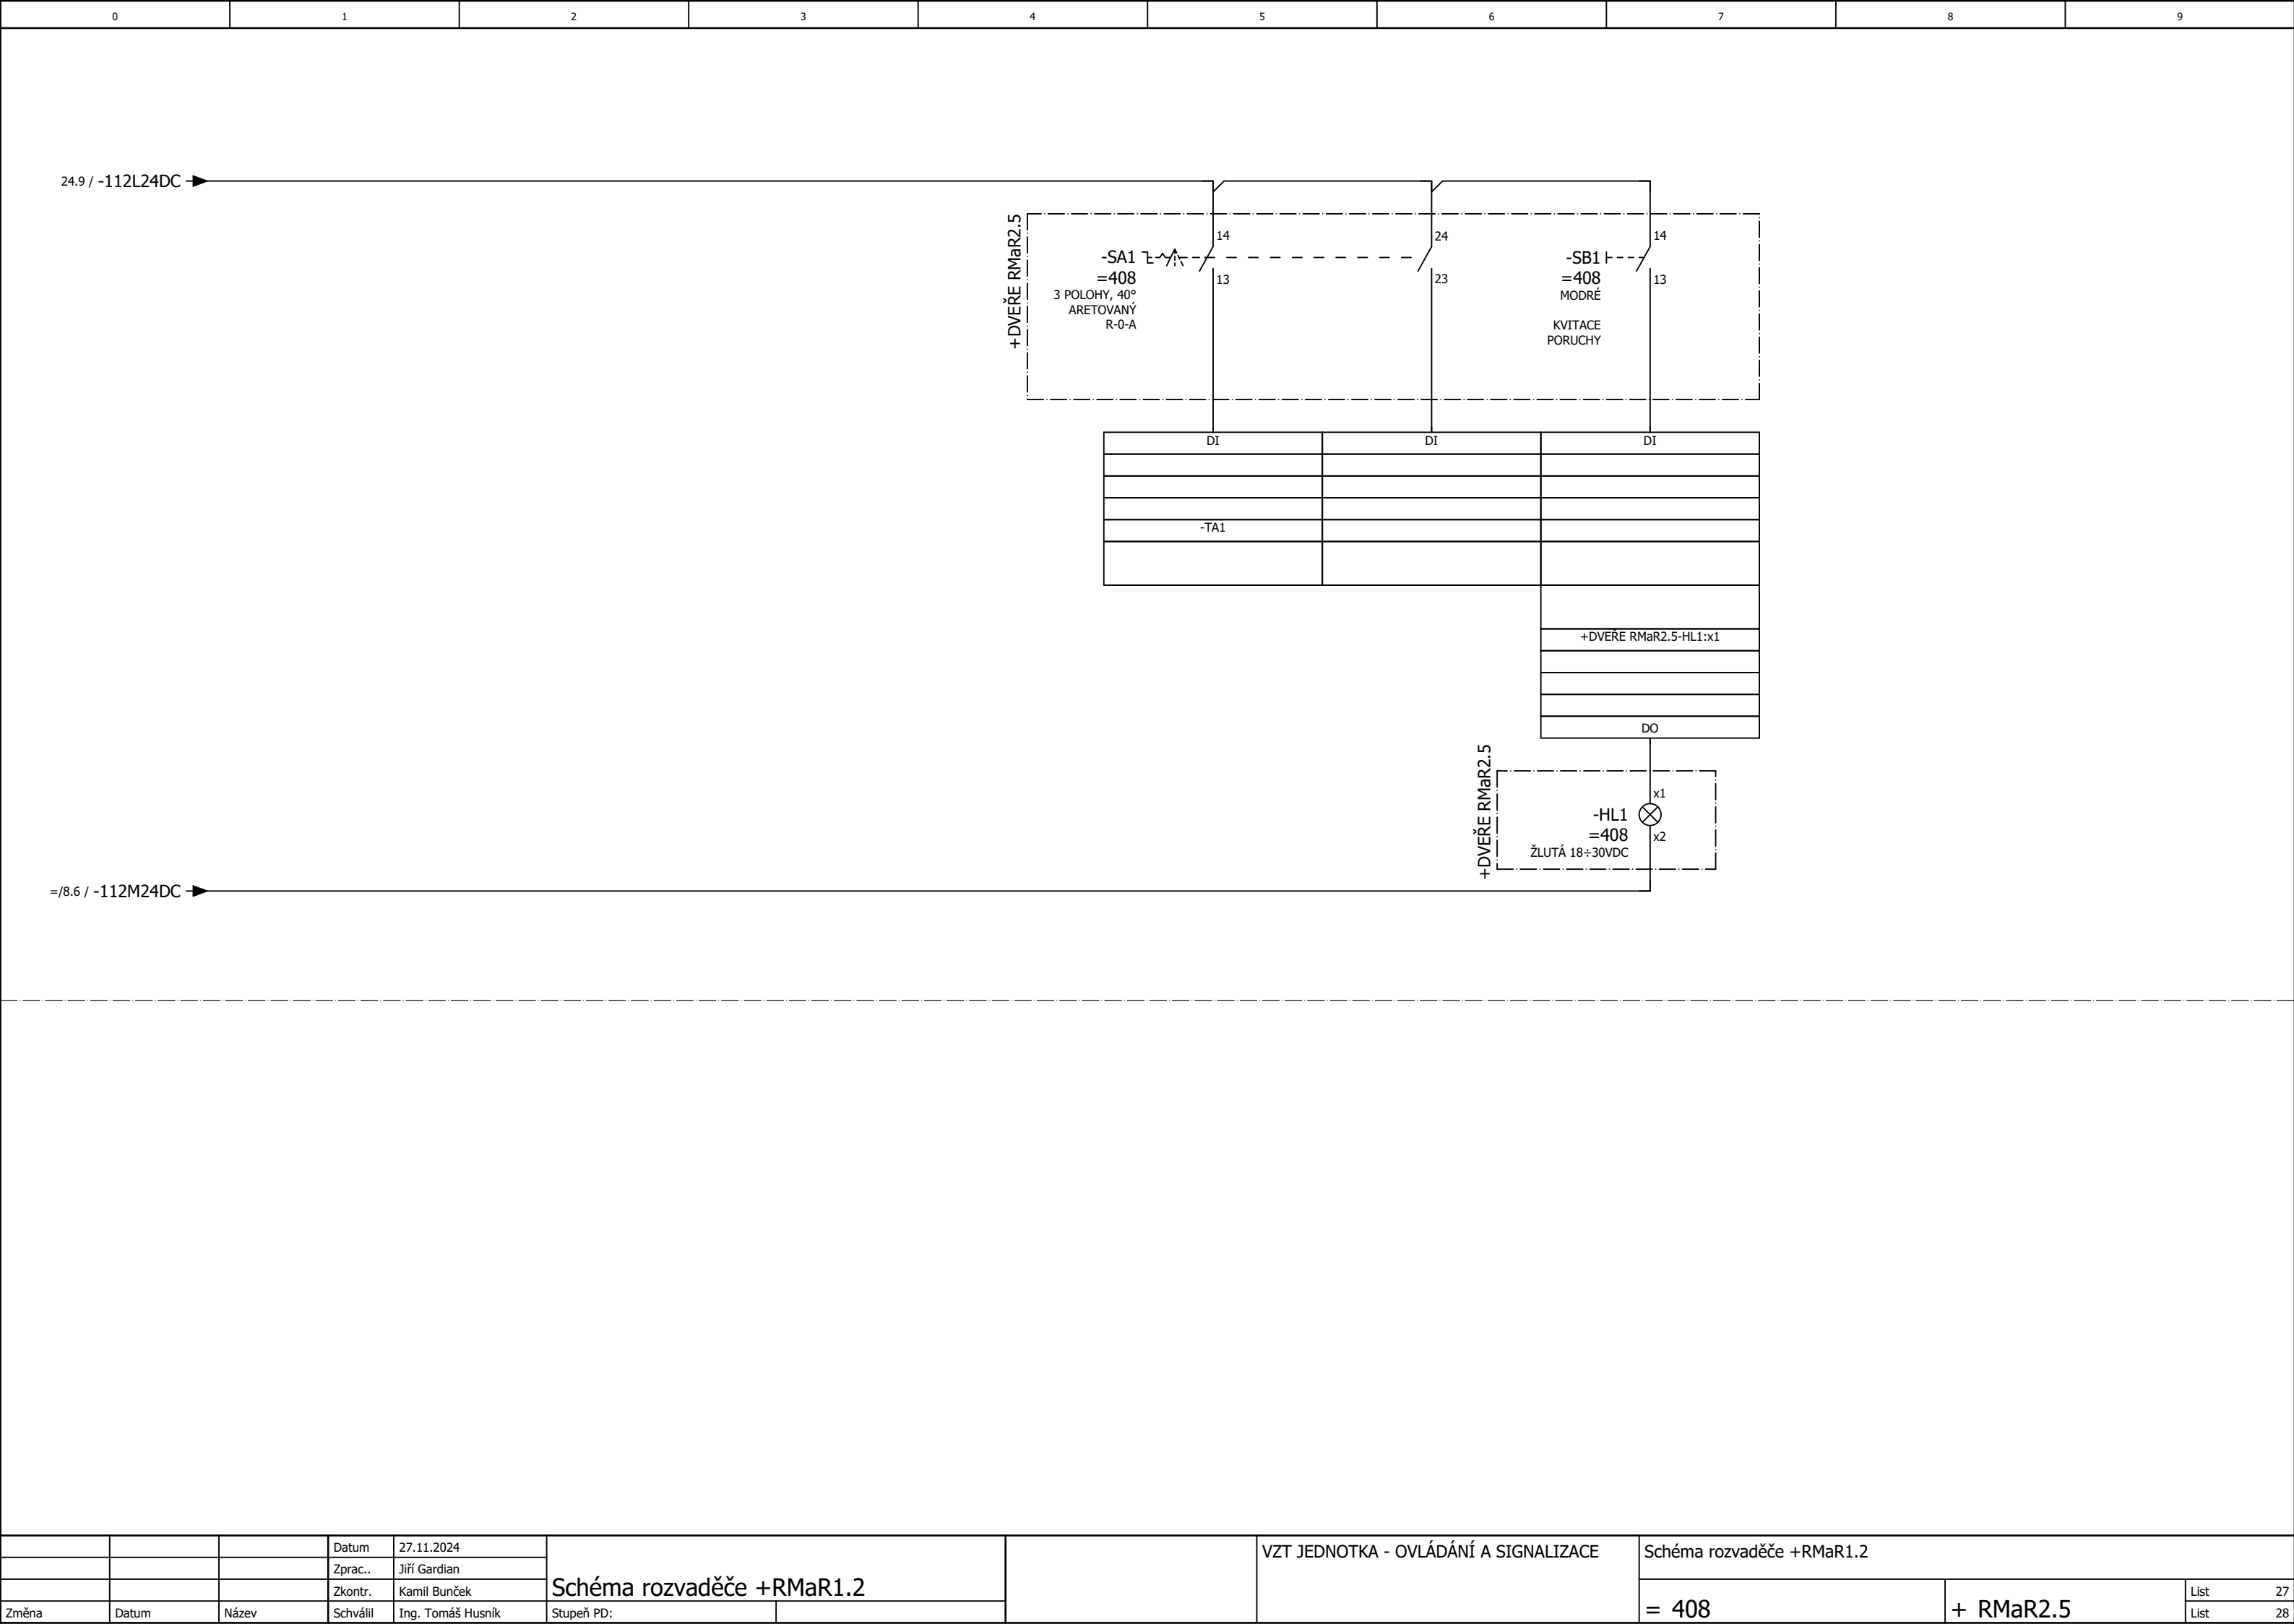 0 1 2 3 4 5 6 7 8 9
24.9 / -112L24DC
+DVEŘE RMaR2.5
-SA1
=408
3 POLOHY, 40°
ARETOVANÝ
R-0-A
14
13
24
23
-SB1
=408
MODRÉ
KVITACE
PORUCHY
14
13
DI DI DI
-TA1
+DVEŘE RMaR2.5-HL1:x1
DO
+DVEŘE RMaR2.5
-HL1
=408
ŽLUTÁ 18÷30VDC
x1
x2
=/8.6 / -112M24DC
Datum 27.11.2024
Zprac.. Jiří Gardian
Zkontr. Kamil Bunček
Změna Datum Název Schválil Ing. Tomáš Husník
Schéma rozvaděče +RMaR1.2
Stupeň PD:
VZT JEDNOTKA - OVLÁDÁNÍ A SIGNALIZACE
Schéma rozvaděče +RMaR1.2
= 408
+ RMaR2.5
List 27
List 28